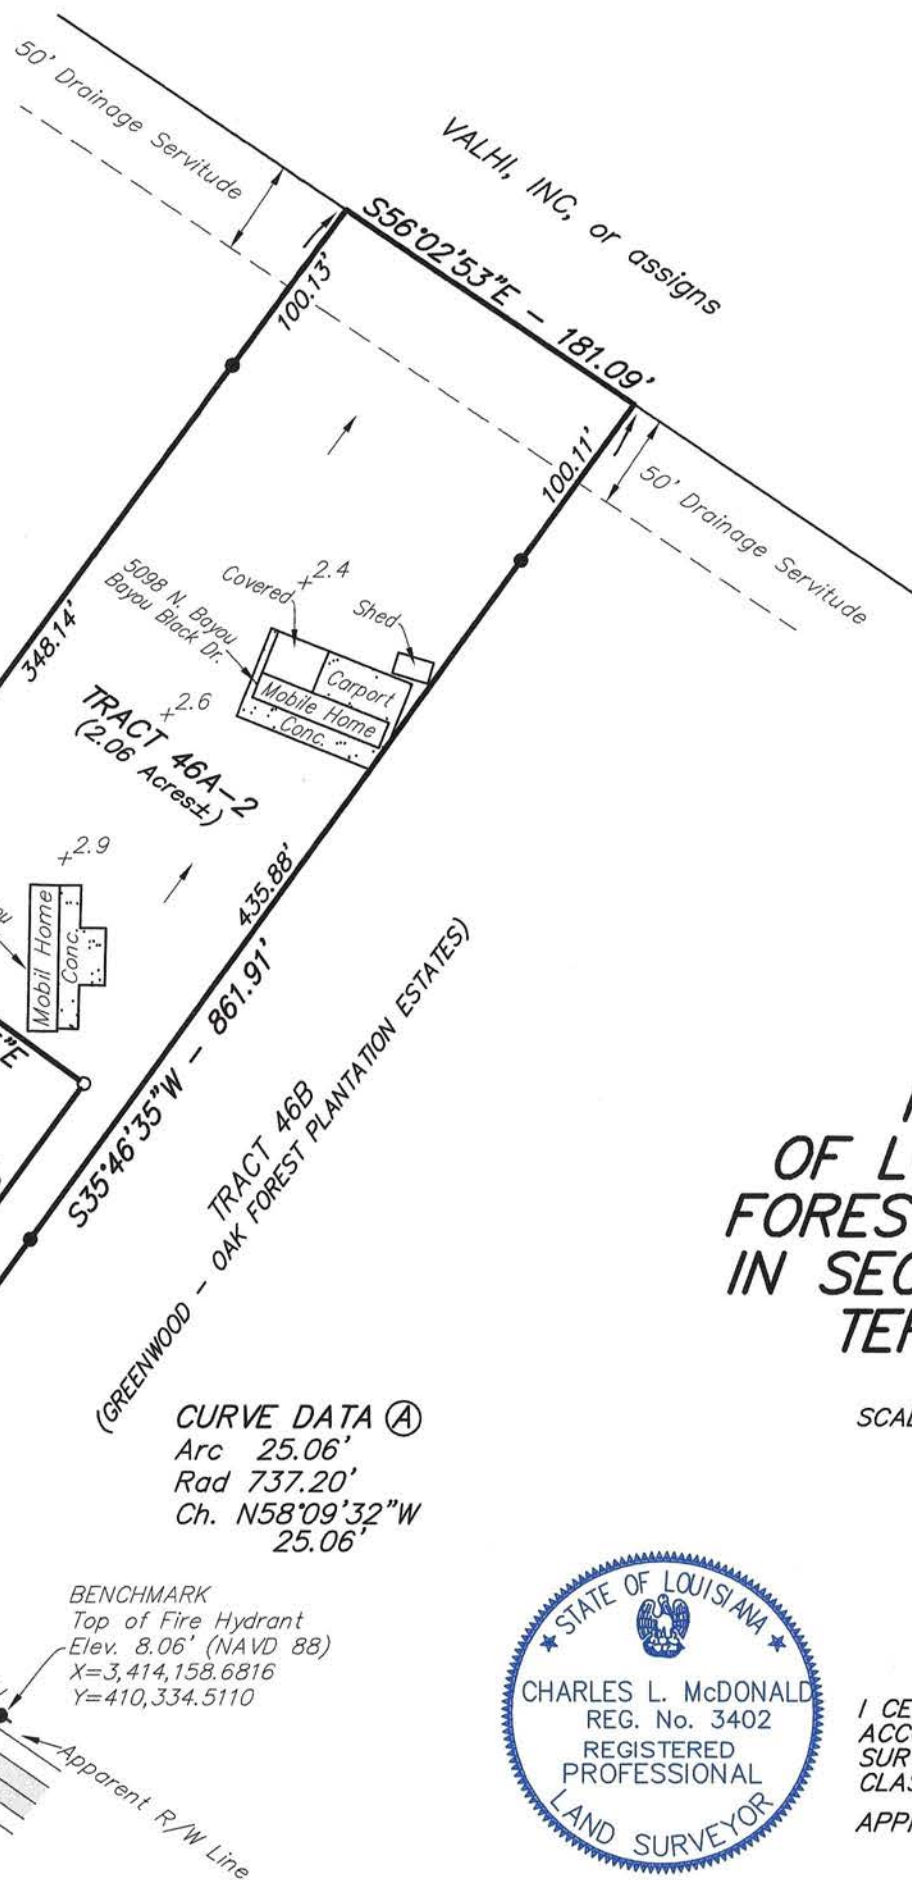 50' Drainage Servitude
VALHI, INC, or assigns
S56°02'53"E - 181.09'
100.13'
100.11'
50' Drainage Servitude
348.14'
5098 N. Bayou
Bayou Black Dr.
Covered
+2.4
Shed
Carport
Mobile Home
Conc.
+2.6
TRACT 46A-2
(2.06 Acres±)
+2.9
Mobil Home
Conc.
435.88'
"E
S35°46'35"W - 861.91'
TRACT 46B
(GREENWOOD - OAK FOREST PLANTATION ESTATES)
OF L
FORES
IN SEC
TER
SCAL
CURVE DATA Ⓐ
Arc 25.06'
Rad 737.20'
Ch. N58°09'32"W
25.06'
BENCHMARK
Top of Fire Hydrant
Elev. 8.06' (NAVD 88)
X=3,414,158.6816
Y=410,334.5110
Apparent R/W Line
STATE OF LOUISIANA
CHARLES L. McDONALD
REG. No. 3402
REGISTERED
PROFESSIONAL
LAND SURVEYOR
I CE
ACC
SUR
CLAS
APP